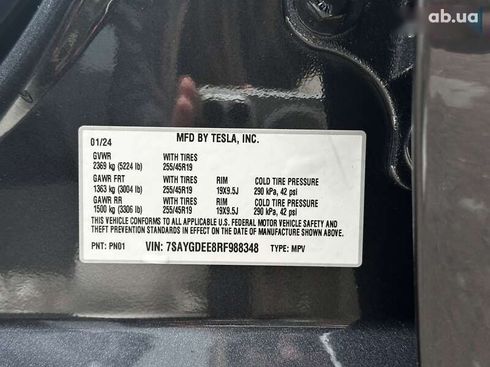 ab.ua
01/24 MFD BY TESLA, INC.
GVWR WITH TIRES
2369 kg (5224 lb) 255/45R19
GAWR FRT WITH TIRES RIM COLD TIRE PRESSURE
1363 kg (3004 lb) 255/45R19 19X9.5J 290 kPa, 42 psi
GAWR RR WITH TIRES RIM COLD TIRE PRESSURE
1500 kg (3306 lb) 255/45R19 19X9.5J 290 kPa, 42 psi
THIS VEHICLE CONFORMS TO ALL APPLICABLE U.S. FEDERAL MOTOR VEHICLE SAFETY AND
THEFT PREVENTION STANDARDS
IN EFFECT ON THE DATE OF MANUFACTURE SHOWN ABOVE.
PNT: PN01 VIN: 7SAYGDEE8RF988348 TYPE: MPV